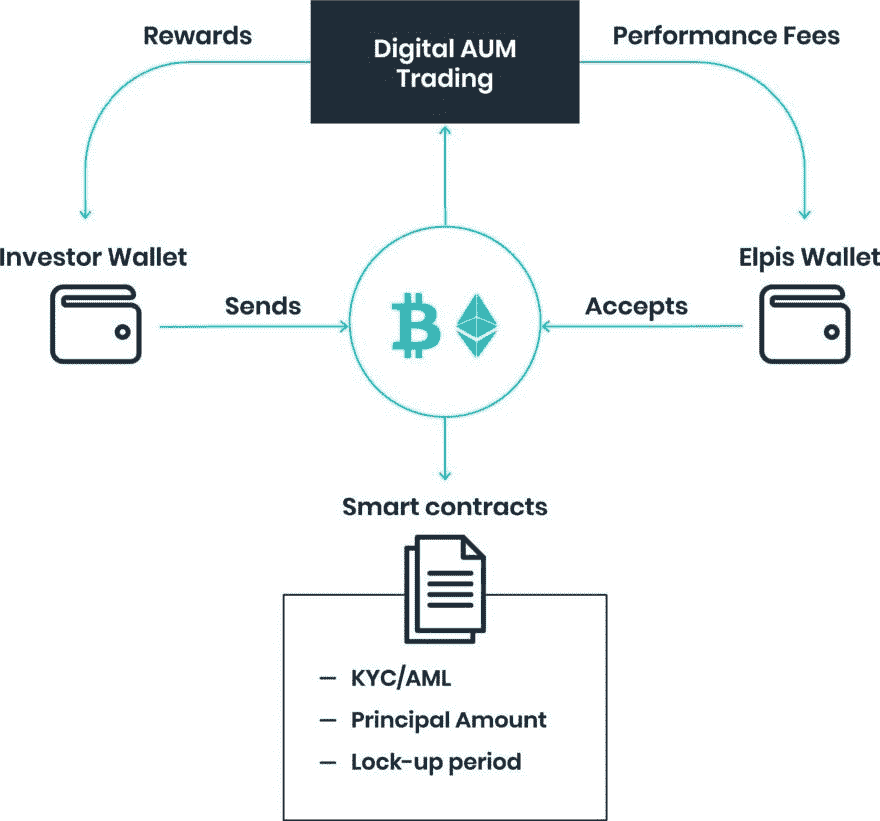 Rewards
Digital AUM
Trading
Performance Fees
Investor Wallet
Elpis Wallet
Sends
Accepts
Smart contracts
– KYC/AML
– Principal Amount
– Lock-up period